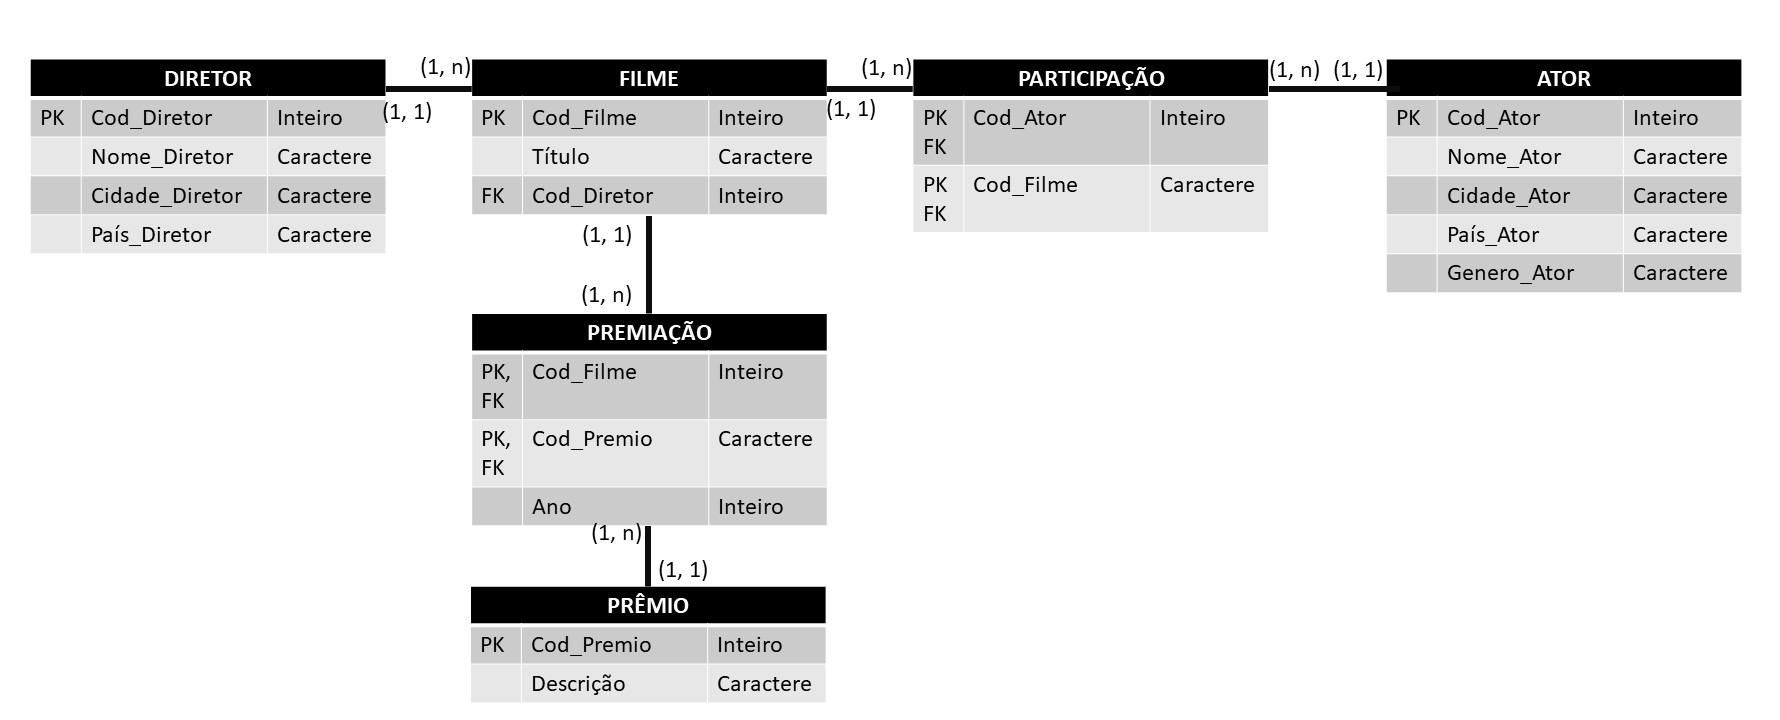 DIRETOR
PK Cod_Diretor Inteiro
Nome_Diretor Caractere
Cidade_Diretor Caractere
País_Diretor Caractere
(1, n)
(1, 1)
FILME
PK Cod_Filme Inteiro
Título Caractere
FK Cod_Diretor Inteiro
(1, n)
(1, 1)
PARTICIPAÇÃO
PK Cod_Ator Inteiro
FK
PK Cod_Filme Caractere
FK
(1, n) (1, 1)
ATOR
PK Cod_Ator Inteiro
Nome_Ator Caractere
Cidade_Ator Caractere
País_Ator Caractere
Genero_Ator Caractere
(1, 1)
(1, n)
PREMIAÇÃO
PK, Cod_Filme Inteiro
FK
PK, Cod_Premio Caractere
FK
Ano Inteiro
(1, n)
(1, 1)
PRÊMIO
PK Cod_Premio Inteiro
Descrição Caractere